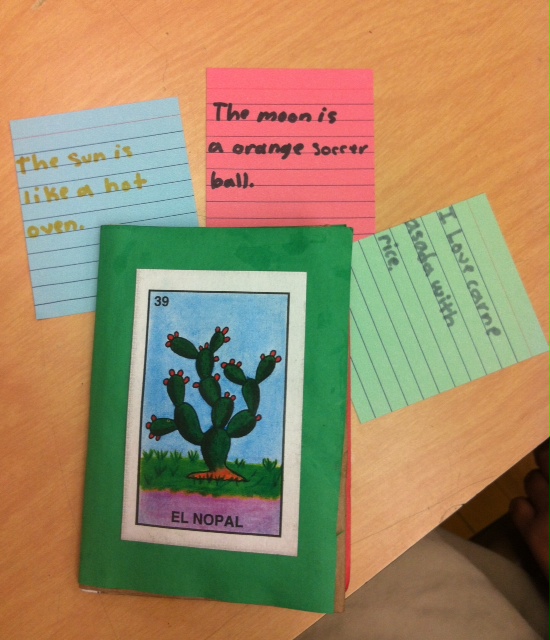 The sun is
like a hot
oven.
The moon is
a orange soccer
ball.
I Love carne
asada with
rice.
39
EL NOPAL